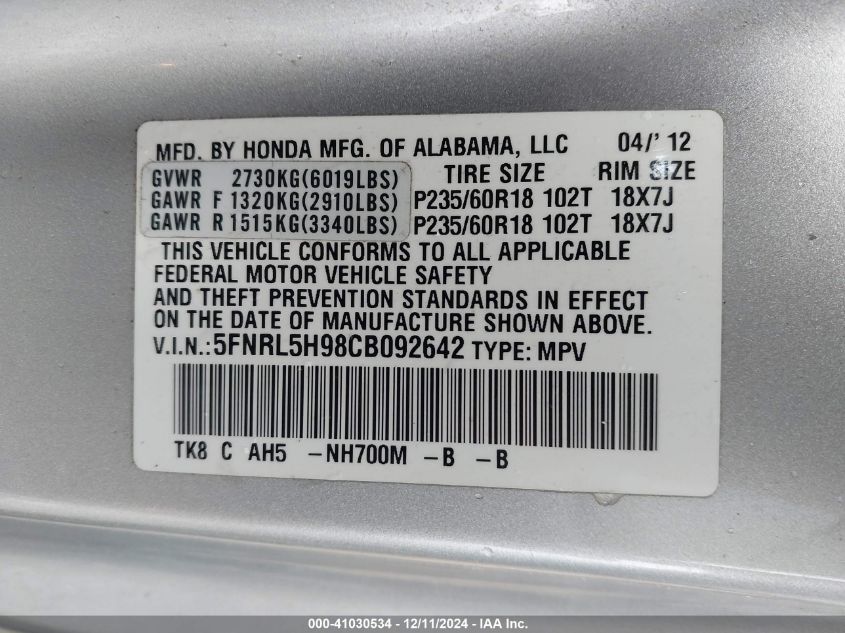 MFD. BY HONDA MFG. OF ALABAMA, LLC 04/' 12
TIRE SIZE RIM SIZE
GVWR 2730KG(6019LBS)
GAWR F 1320KG(2910LBS) P235/60R18 102T 18X7J
GAWR R 1515KG(3340LBS) P235/60R18 102T 18X7J
THIS VEHICLE CONFORMS TO ALL APPLICABLE
FEDERAL MOTOR VEHICLE SAFETY
AND THEFT PREVENTION STANDARDS IN EFFECT
ON THE DATE OF MANUFACTURE SHOWN ABOVE.
V.I.N.:5FNRL5H98CB092642 TYPE: MPV
TK8 C AH5 -NH700M -B -B
000-41030534 - 12/11/2024 - IAA Inc.